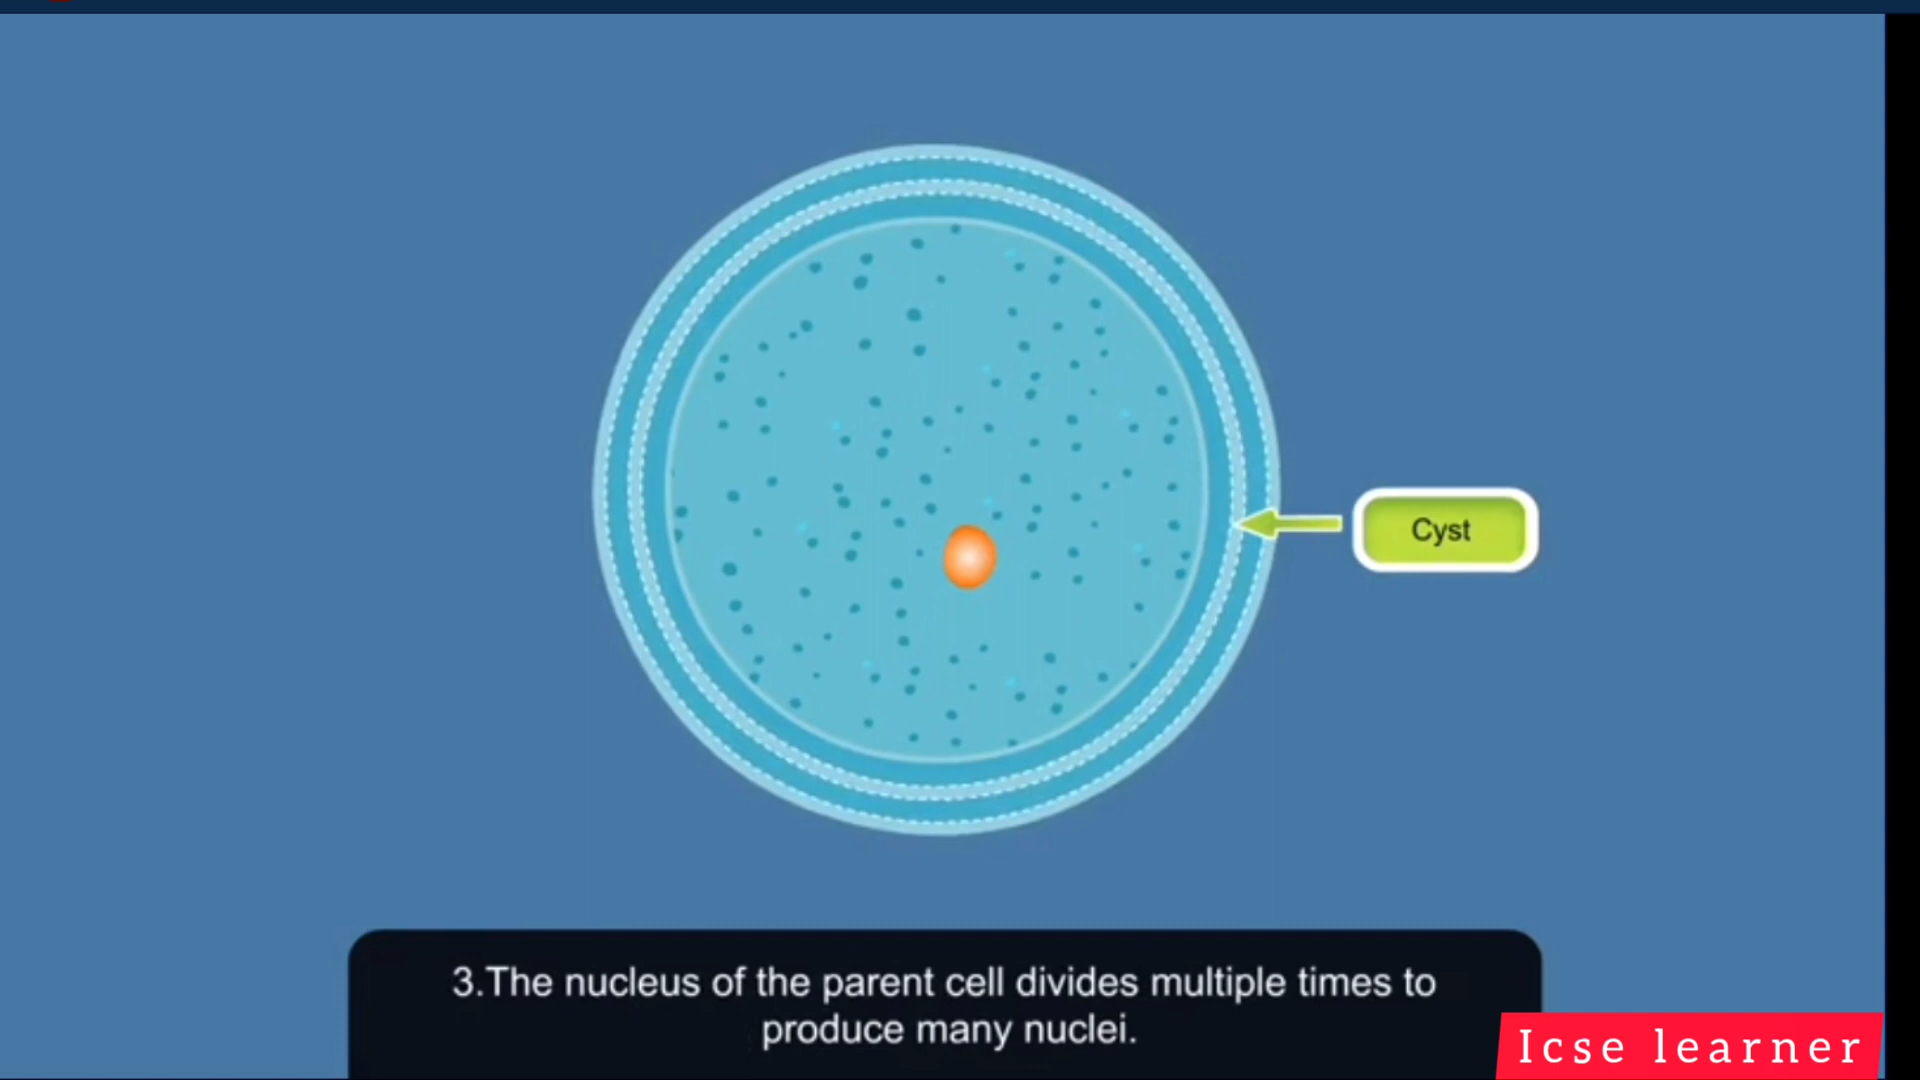 Cyst
3.The nucleus of the parent cell divides multiple times to
produce many nuclei.
Icse learner